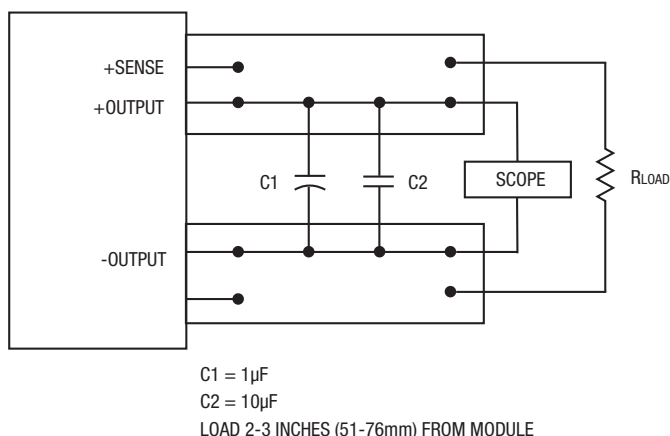 +SENSE
+OUTPUT
C1
C2
SCOPE
RLOAD
-OUTPUT
C1 = 1µF
C2 = 10µF
LOAD 2-3 INCHES (51-76mm) FROM MODULE